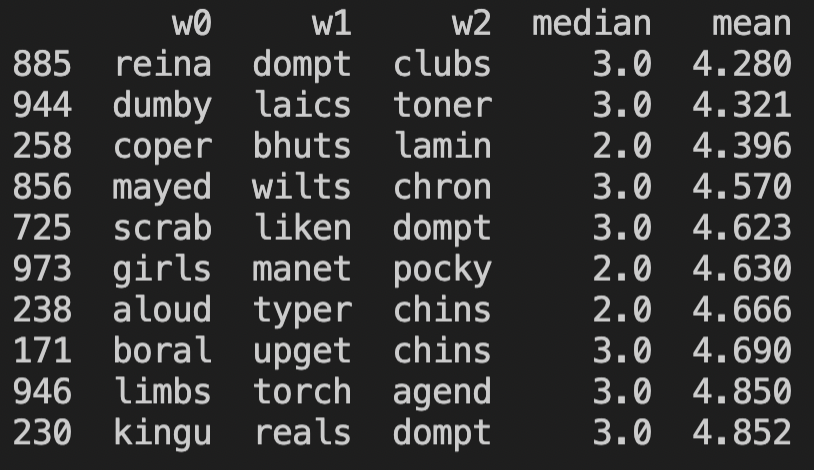 w0 w1 w2 median mean
885 reina dompt clubs 3.0 4.280
944 dumby laics toner 3.0 4.321
258 coper bhuts lamin 2.0 4.396
856 mayed wilts chron 3.0 4.570
725 scrab liken dompt 3.0 4.623
973 girls manet pocky 2.0 4.630
238 aloud typer chins 2.0 4.666
171 boral upget chins 3.0 4.690
946 limbs torch agend 3.0 4.850
230 kingu reals dompt 3.0 4.852